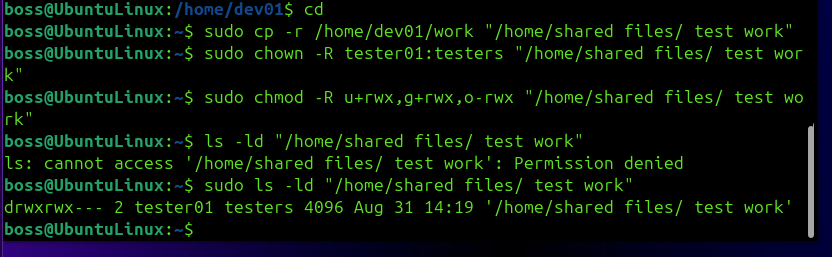 boss@UbuntuLinux:/home/dev01$ cd
boss@UbuntuLinux:~$ sudo cp -r /home/dev01/work "/home/shared files/ test work"
boss@UbuntuLinux:~$ sudo chown -R tester01:testers "/home/shared files/ test wor
k"
boss@UbuntuLinux:~$ sudo chmod -R u+rwx,g+rwx,o-rwx "/home/shared files/ test wo
rk"
boss@UbuntuLinux:~$ ls -ld "/home/shared files/ test work"
ls: cannot access '/home/shared files/ test work': Permission denied
boss@UbuntuLinux:~$ sudo ls -ld "/home/shared files/ test work"
drwxrwx--- 2 tester01 testers 4096 Aug 31 14:19 '/home/shared files/ test work'
boss@UbuntuLinux:~$